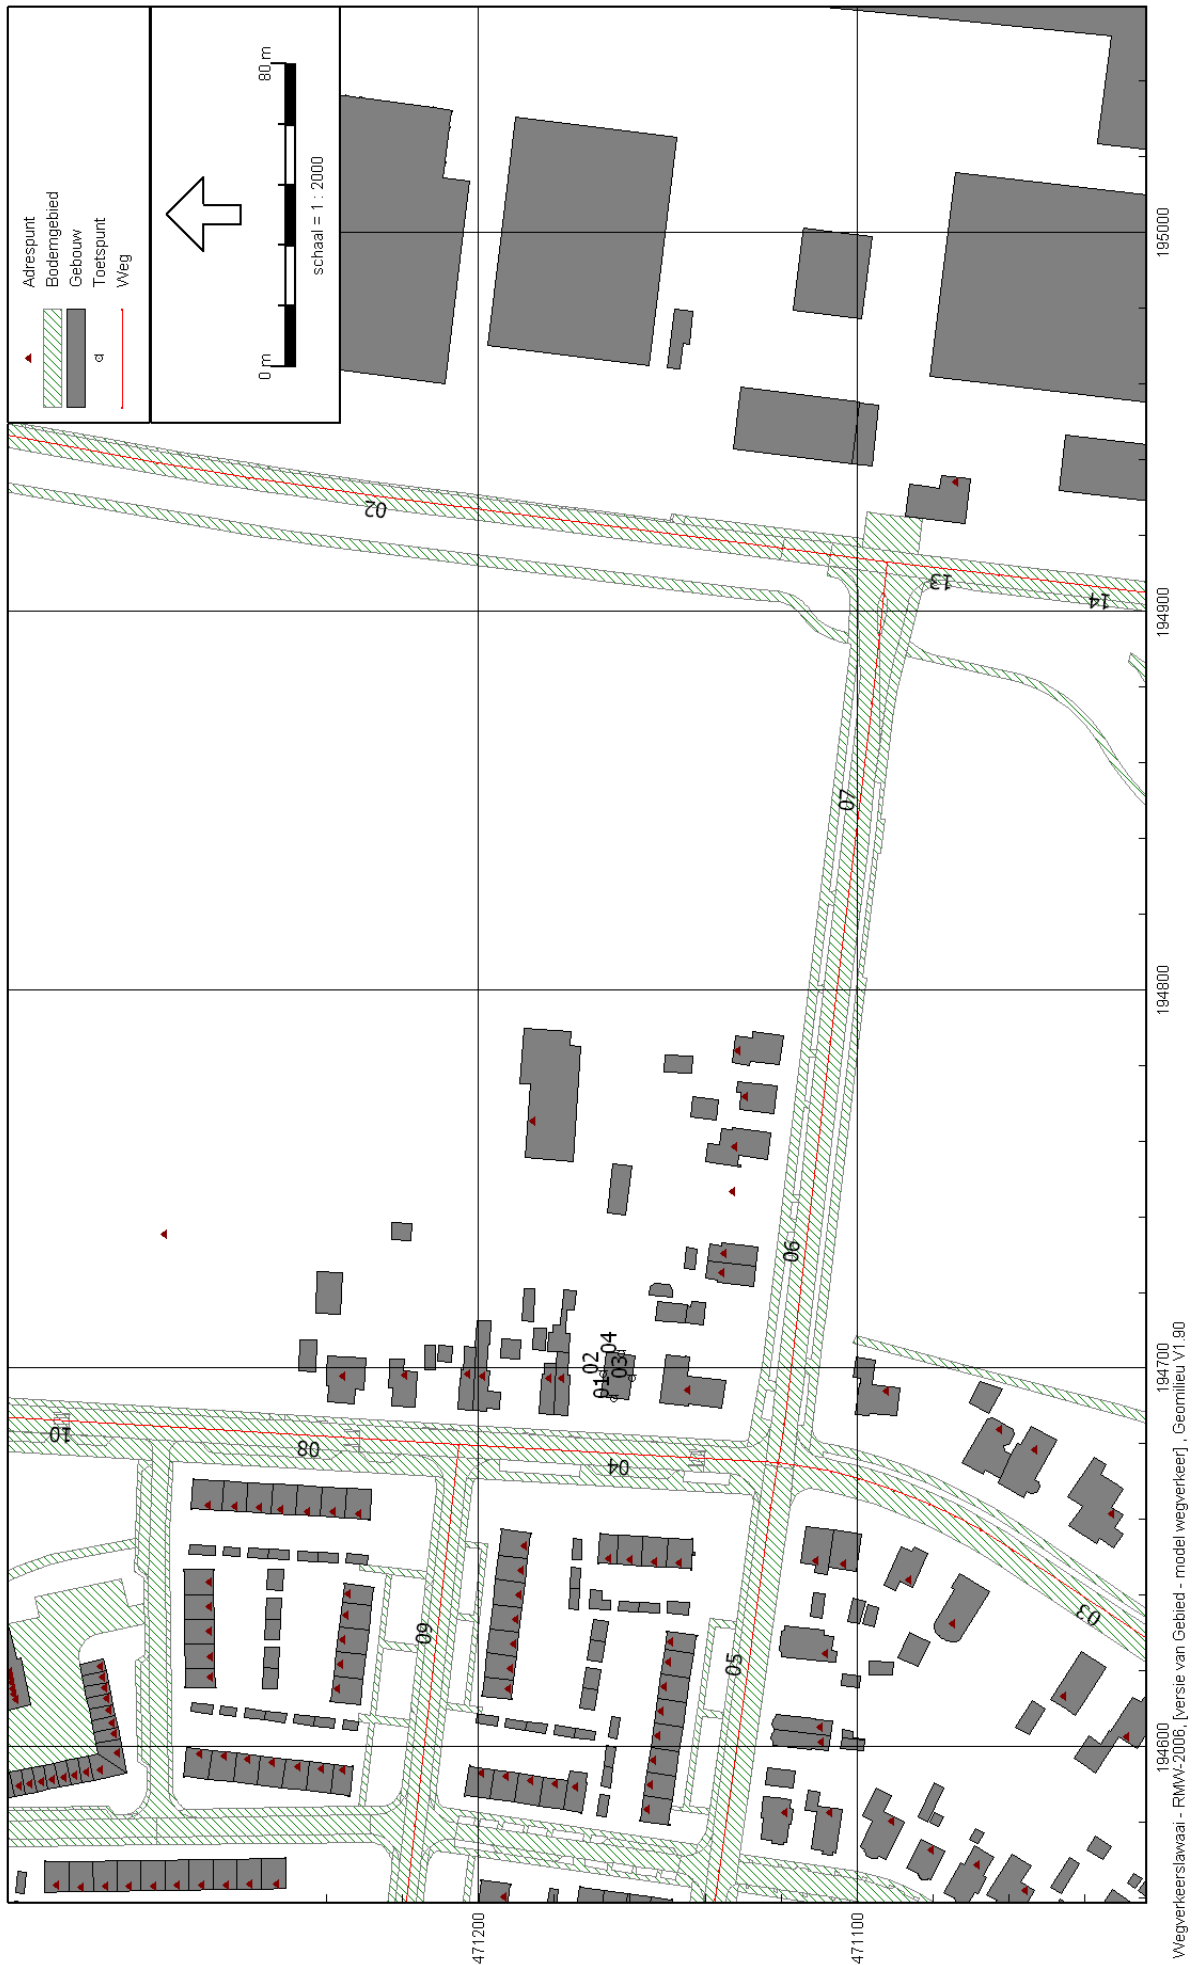 Adrespunt
Bodemgebied
Gebouw
Toetspunt
Weg
0 m
80 m
schaal = 1 : 2000
02
13
14
07
06
10
08
04
01
02
03
04
09
05
03
195000
194900
194800
194700
194600
471200
471100
Wegverkeerslawaai - RMW-2006, [versie van Gebied - model wegverkeer] , Geomilieu V1.90